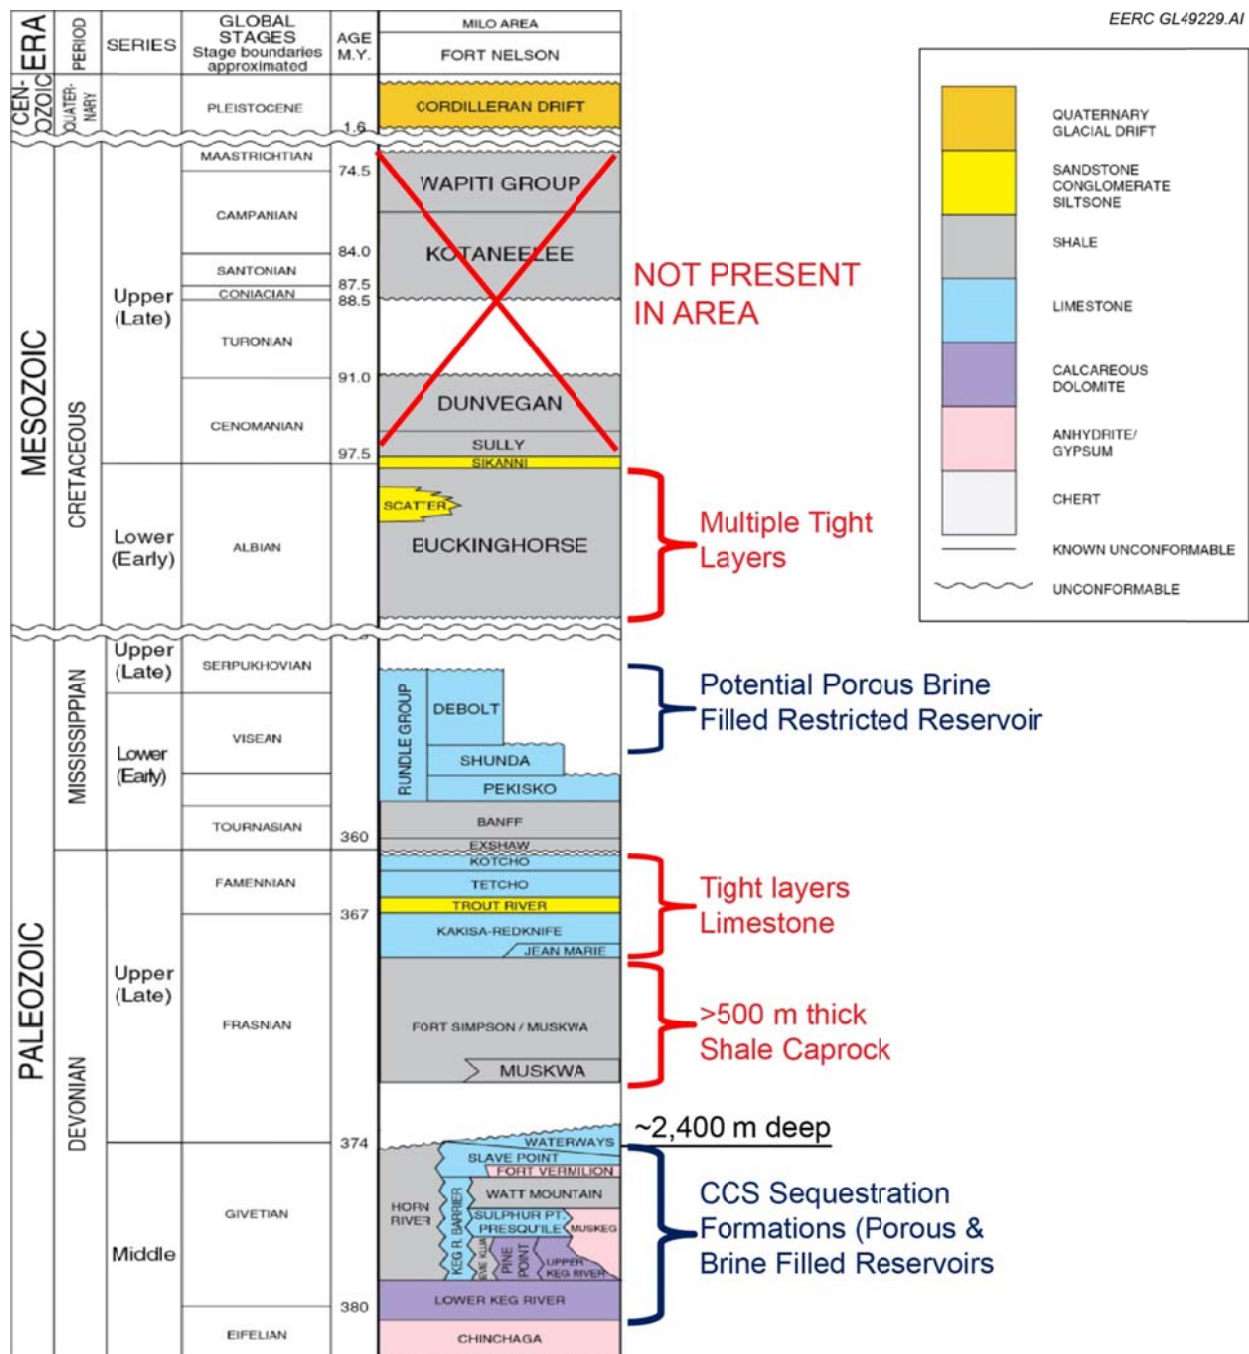 EERC GL49229.AI
ERA
PERIOD
SERIES
GLOBAL
STAGES
Stage boundaries
approximated
AGE
M.Y.
MILO AREA
FORT NELSON
CEN-
OZOIC
QUATER-
NARY
PLEISTOCENE
1.6
CORDILLERAN DRIFT
MESOZOIC
CRETACEOUS
Upper
(Late)
MAASTRICHTIAN
74.5
CAMPANIAN
84.0
SANTONIAN
87.5
CONIACIAN
88.5
TURONIAN
91.0
CENOMANIAN
97.5
WAPITI GROUP
KOTANEELEE
DUNVEGAN
SULLY
SIKANNI
NOT PRESENT
IN AREA
Lower
(Early)
ALBIAN
SCATTER
BUCKINGHORSE
Multiple Tight
Layers
PALEOZOIC
MISSISSIPPIAN
Upper
(Late)
SERPUKHOVIAN
Lower
(Early)
VISEAN
TOURNASIAN
360
RUNDLE GROUP
DEBOLT
SHUNDA
PEKISKO
BANFF
EXSHAW
Potential Porous Brine
Filled Restricted Reservoir
DEVONIAN
Upper
(Late)
FAMENNIAN
367
FRASNIAN
374
KOTCHO
TETCHO
TROUT RIVER
KAKISA-REDKNIFE
JEAN MARIE
Tight layers
Limestone
FORT SIMPSON / MUSKWA
MUSKWA
>500 m thick
Shale Caprock
~2,400 m deep
Middle
GIVETIAN
380
EIFELIAN
WATERWAYS
SLAVE POINT
FORT VERMILION
WATT MOUNTAIN
HORN
RIVER
KEG R. BARRIER
SULPHUR PT.
PRESQU'ILE
MUSKEG
PINE
POINT
UPPER
KEG RIVER
LOWER KEG RIVER
CHINCHAGA
CCS Sequestration
Formations (Porous &
Brine Filled Reservoirs
QUATERNARY
GLACIAL DRIFT
SANDSTONE
CONGLOMERATE
SILTSONE
SHALE
LIMESTONE
CALCAREOUS
DOLOMITE
ANHYDRITE/
GYPSUM
CHERT
KNOWN UNCONFORMABLE
UNCONFORMABLE